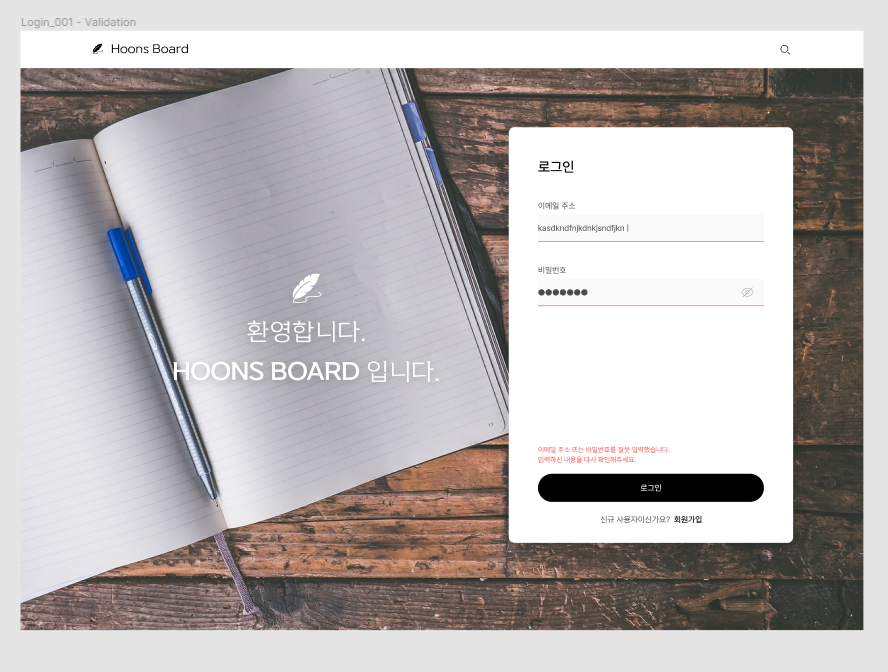 Login_001 - Validation
Hoons Board
환영합니다.
HOONS BOARD 입니다.
로그인
이메일 주소
kasdkndfnjkdnkjsndfjkn |
비밀번호
●●●●●●●
이메일 주소 또는 비밀번호를 잘못 입력했습니다.
입력하신 내용을 다시 확인해주세요.
로그인
신규 사용자이신가요? 회원가입